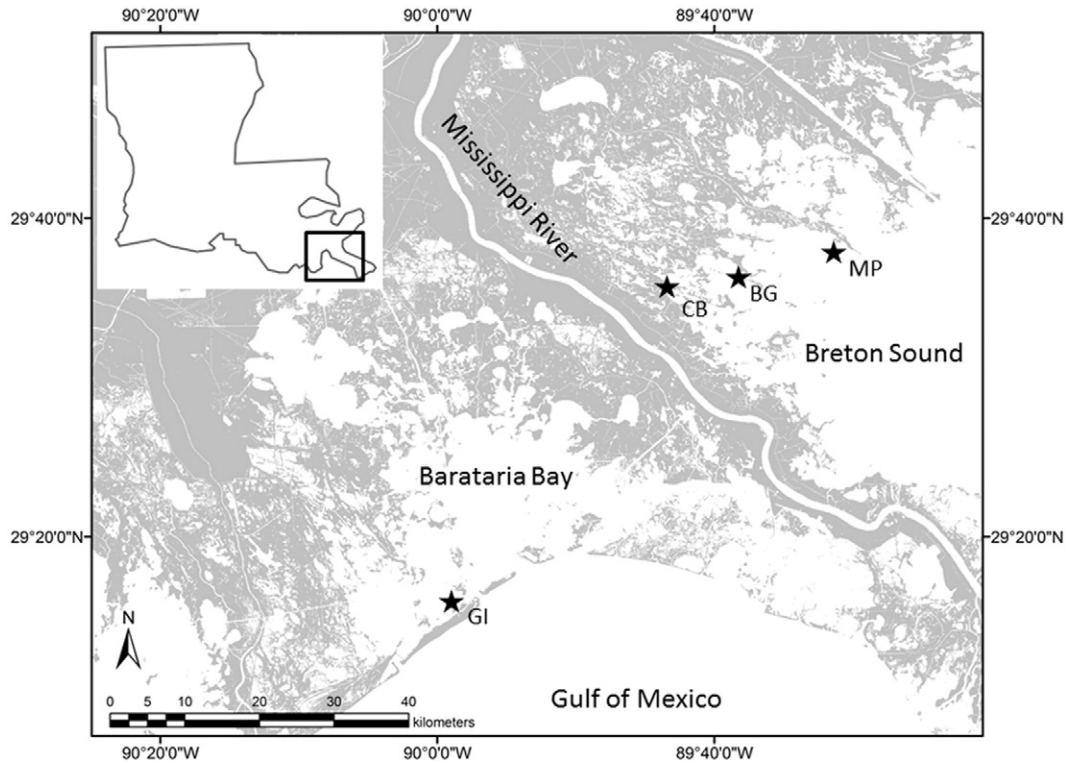 90°20'0"W 90°00'0"W 89°40'0"W
Mississippi River
29°40'0"N 29°40'0"N
MP
BG
CB
Breton Sound
Barataria Bay
29°20'0"N 29°20'0"N
GI
N
Gulf of Mexico
0 5 10 20 30 40
kilometers
90°20'0"W 90°00'0"W 89°40'0"W